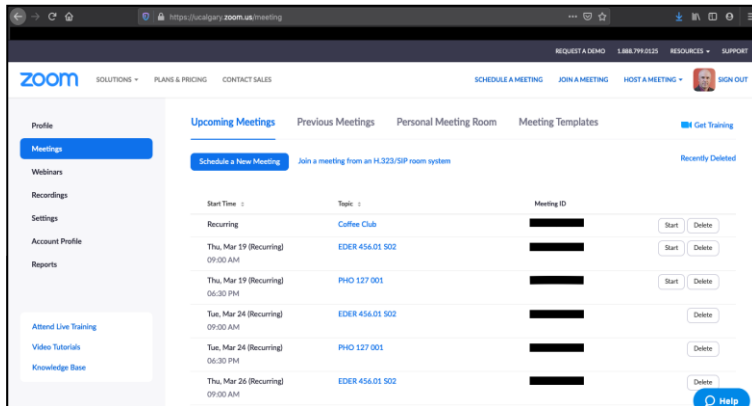 https://ucalgary.zoom.us/meeting
REQUEST A DEMO 1.888.799.0125 RESOURCES SUPPORT
zoom SOLUTIONS PLANS & PRICING CONTACT SALES SCHEDULE A MEETING JOIN A MEETING HOST A MEETING SIGN OUT
Profile
Meetings
Webinars
Recordings
Settings
Account Profile
Reports
Attend Live Training
Video Tutorials
Knowledge Base
Upcoming Meetings Previous Meetings Personal Meeting Room Meeting Templates Get Training
Schedule a New Meeting Join a meeting from an H.323/SIP room system Recently Deleted
Start Time Topic Meeting ID
Recurring Coffee Club Start Delete
Thu, Mar 19 (Recurring) EDER 456.01 S02 Start Delete
09:00 AM
Thu, Mar 19 (Recurring) PHO 127 001 Start Delete
06:30 PM
Tue, Mar 24 (Recurring) EDER 456.01 S02 Delete
09:00 AM
Tue, Mar 24 (Recurring) PHO 127 001 Delete
06:30 PM
Thu, Mar 26 (Recurring) EDER 456.01 S02 Delete
09:00 AM
Help